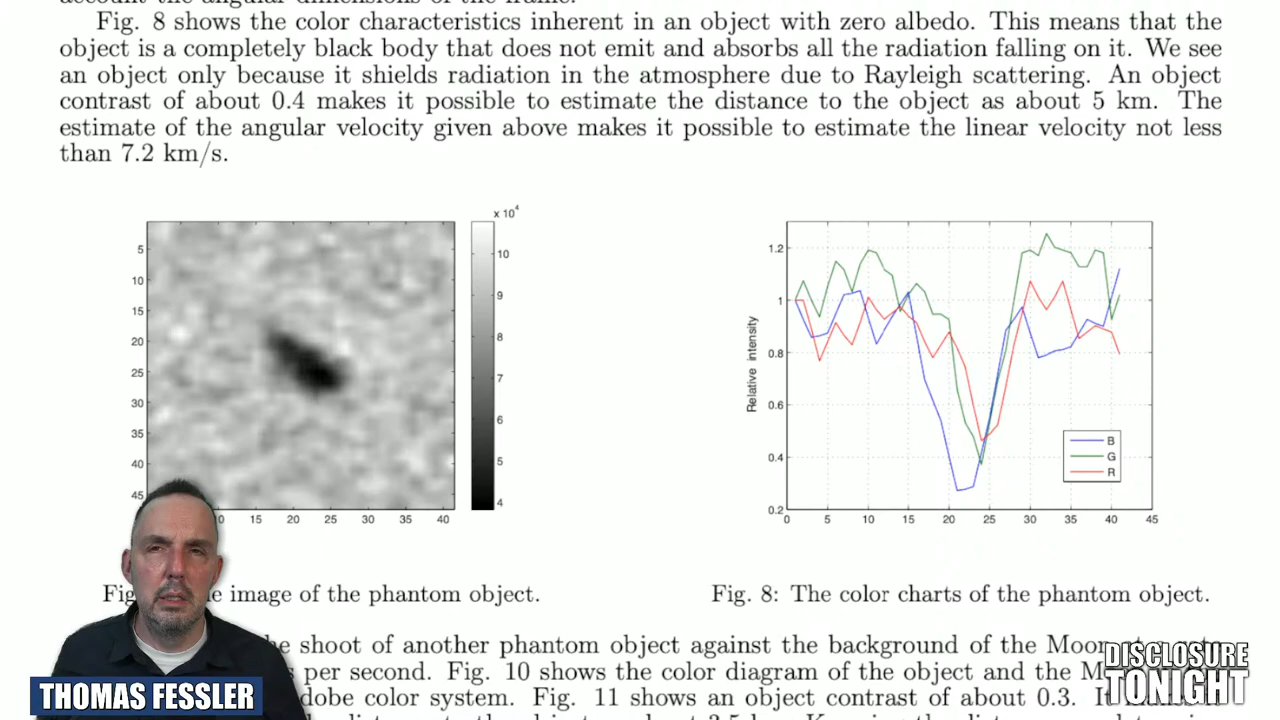 Fig. 8 shows the color characteristics inherent in an object with zero albedo. This means that the
object is a completely black body that does not emit and absorbs all the radiation falling on it. We see
an object only because it shields radiation in the atmosphere due to Rayleigh scattering. An object
contrast of about 0.4 makes it possible to estimate the distance to the object as about 5 km. The
estimate of the angular velocity given above makes it possible to estimate the linear velocity not less
than 7.2 km/s.
x 10⁴
5
10
15
20
25
30
35
40
45
10
9
8
7
6
5
4
10 15 20 25 30 35 40
Relative intensity
1.2
1
0.8
0.6
0.4
0.2
B
G
R
0 5 10 15 20 25 30 35 40 45
image of the phantom object.
Fig. 8: The color charts of the phantom object.
shoot of another phantom object against the background of the Moon
per second. Fig. 10 shows the color diagram of the object and the
color system. Fig. 11 shows an object contrast of about 0.3.
THOMAS FESSLER
DISCLOSURE
TONIGHT